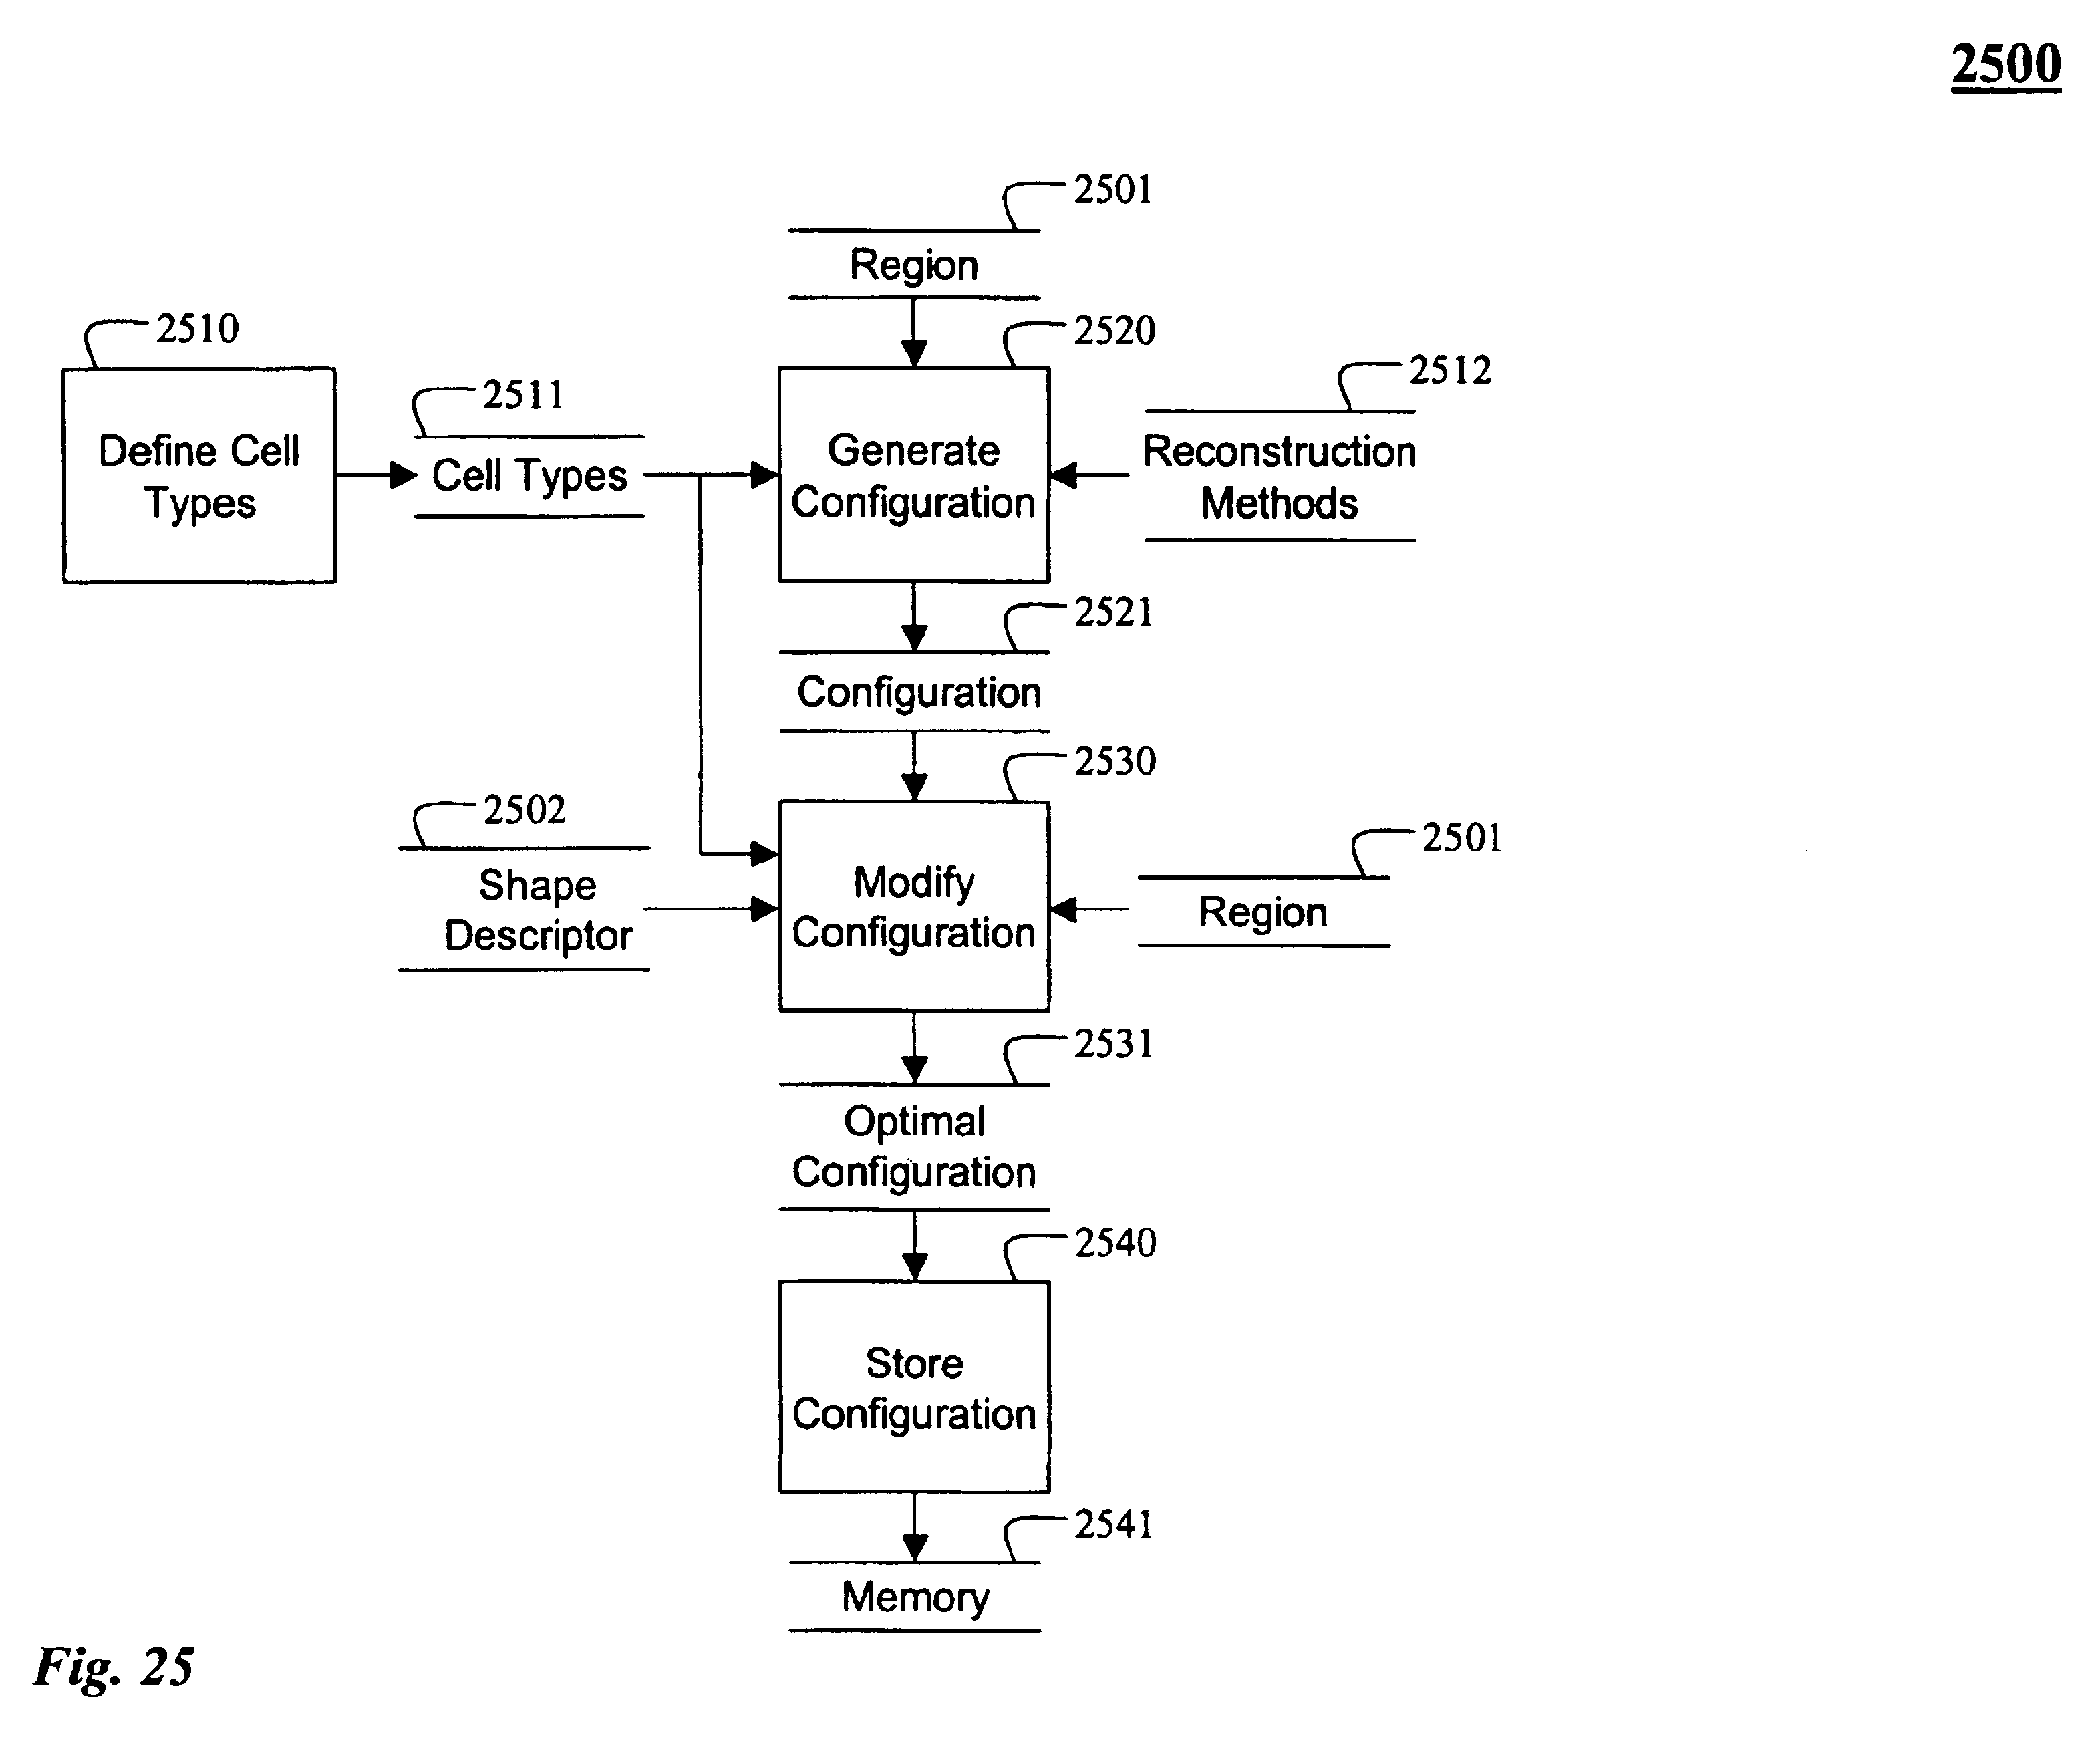 2500
2501
Region
2510
2520
2512
2511
Define Cell
Types
Cell Types
Generate
Configuration
Reconstruction
Methods
2521
Configuration
2530
2502
2501
Shape
Descriptor
Modify
Configuration
Region
2531
Optimal
Configuration
2540
Store
Configuration
2541
Memory
Fig. 25